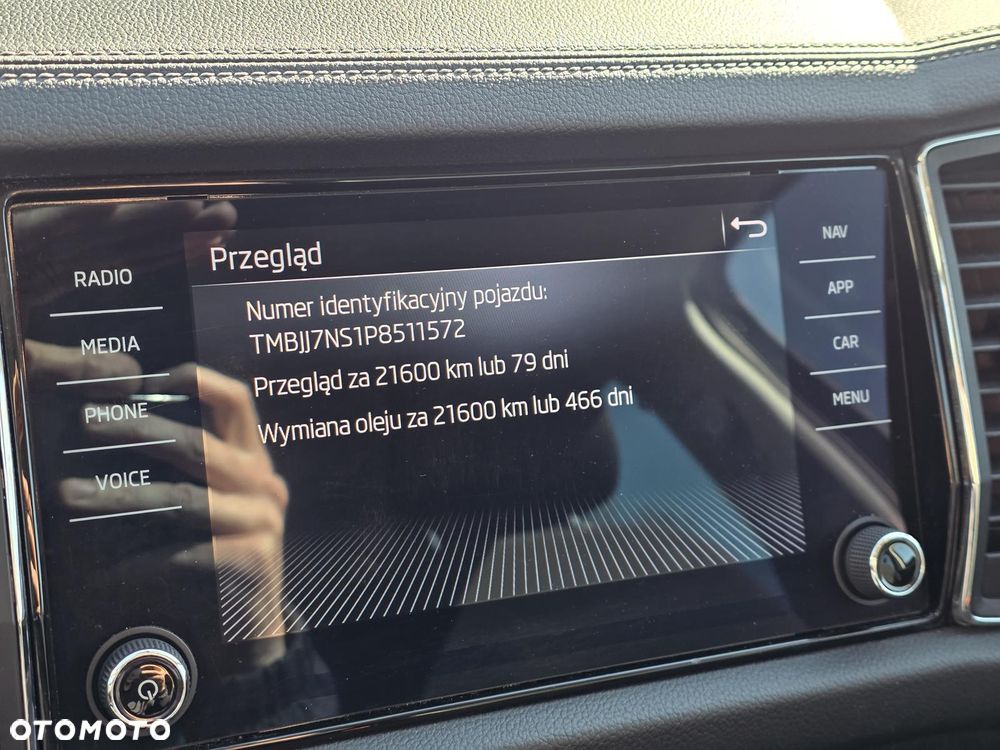 Przegląd
Numer identyfikacyjny pojazdu:
TMBJJ7NS1P8511572
Przegląd za 21600 km lub 79 dni
Wymiana oleju za 21600 km lub 466 dni
RADIO
MEDIA
PHONE
VOICE
NAV
APP
CAR
MENU
OTOMOTO